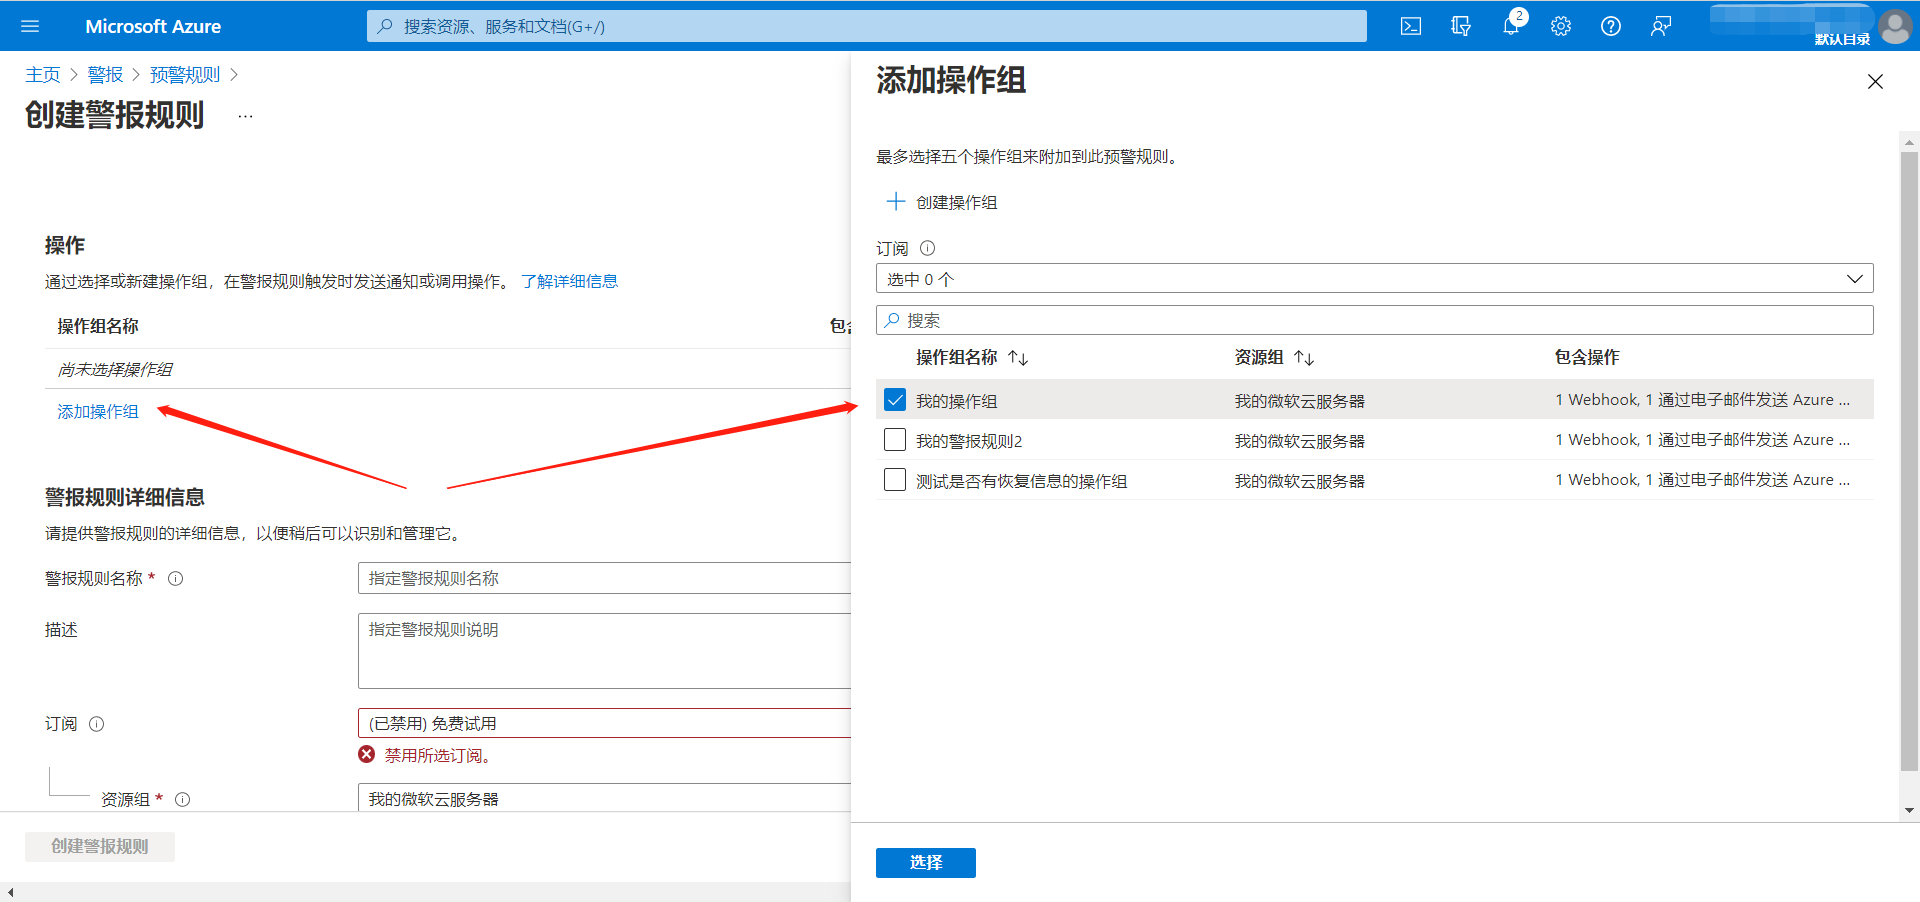 Microsoft Azure
搜索资源、服务和文档(G+/)
2
默认目录
主页 > 警报 > 预警规则 >
创建警报规则 ...
操作
通过选择或新建操作组，在警报规则触发时发送通知或调用操作。 了解详细信息
操作组名称 包含
尚未选择操作组
添加操作组
警报规则详细信息
请提供警报规则的详细信息，以便稍后可以识别和管理它。
警报规则名称 *
指定警报规则名称
描述
指定警报规则说明
订阅
(已禁用) 免费试用
禁用所选订阅。
资源组 *
我的微软云服务器
创建警报规则
添加操作组
最多选择五个操作组来附加到此预警规则。
+ 创建操作组
订阅
选中 0 个
搜索
操作组名称 ↑↓ 资源组 ↑↓ 包含操作
我的操作组 我的微软云服务器 1 Webhook, 1 通过电子邮件发送 Azure ...
我的警报规则2 我的微软云服务器 1 Webhook, 1 通过电子邮件发送 Azure ...
测试是否有恢复信息的操作组 我的微软云服务器 1 Webhook, 1 通过电子邮件发送 Azure ...
选择